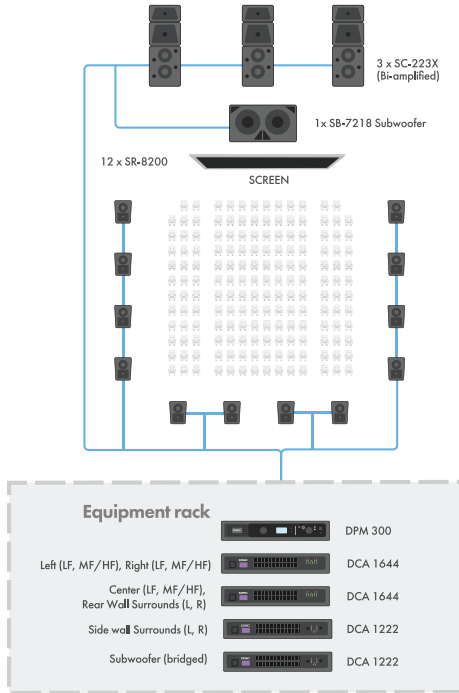 3 x SC-223X
(Bi-amplified)
1x SB-7218 Subwoofer
12 x SR-8200
SCREEN
Equipment rack
DPM 300
Left (LF, MF/HF), Right (LF, MF/HF)
DCA 1644
Center (LF, MF/HF),
Rear Wall Surrounds (L, R)
DCA 1644
Side wall Surrounds (L, R)
DCA 1222
Subwoofer (bridged)
DCA 1222